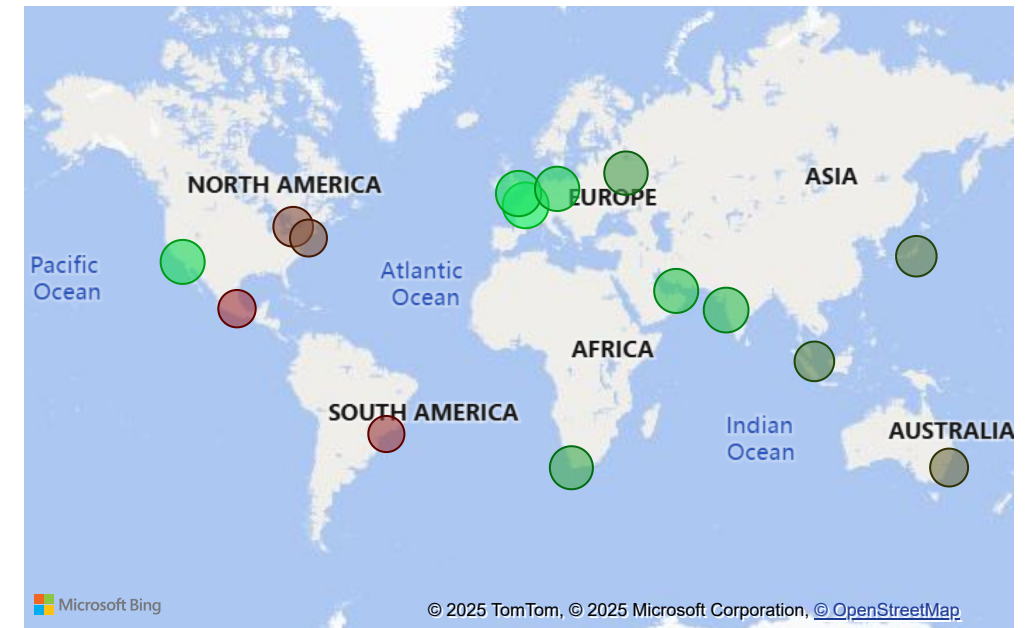 ASIA
NORTH AMERICA
EUROPE
Pacific
Ocean
Atlantic
Ocean
AFRICA
SOUTH AMERICA
Indian
Ocean
AUSTRALIA
Microsoft Bing
© 2025 TomTom, © 2025 Microsoft Corporation, © OpenStreetMap